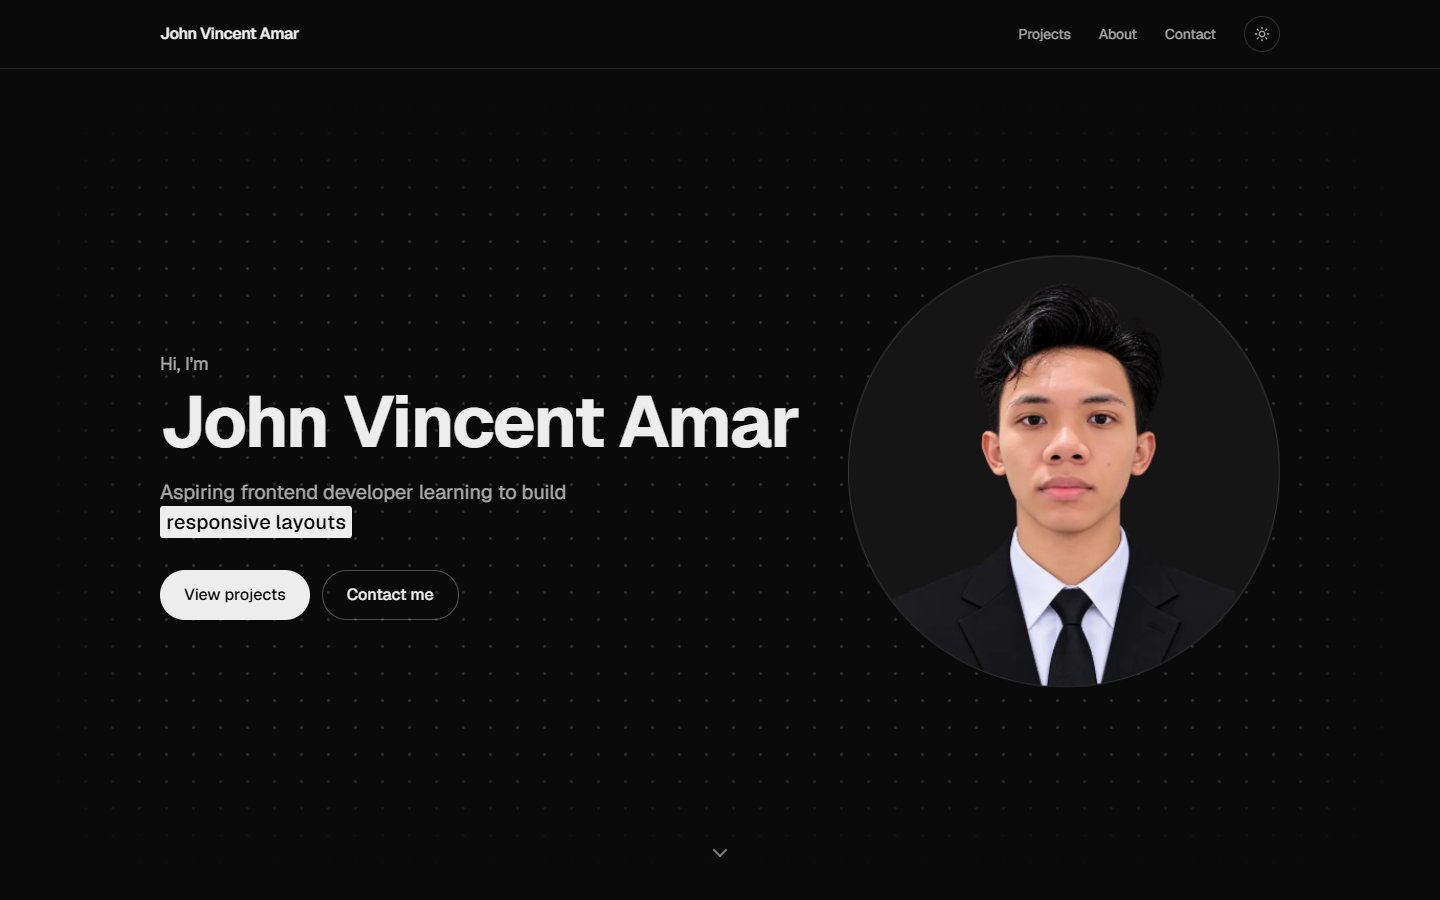 John Vincent Amar
Projects
About
Contact
Hi, I'm
John Vincent Amar
Aspiring frontend developer learning to build
responsive layouts
View projects
Contact me